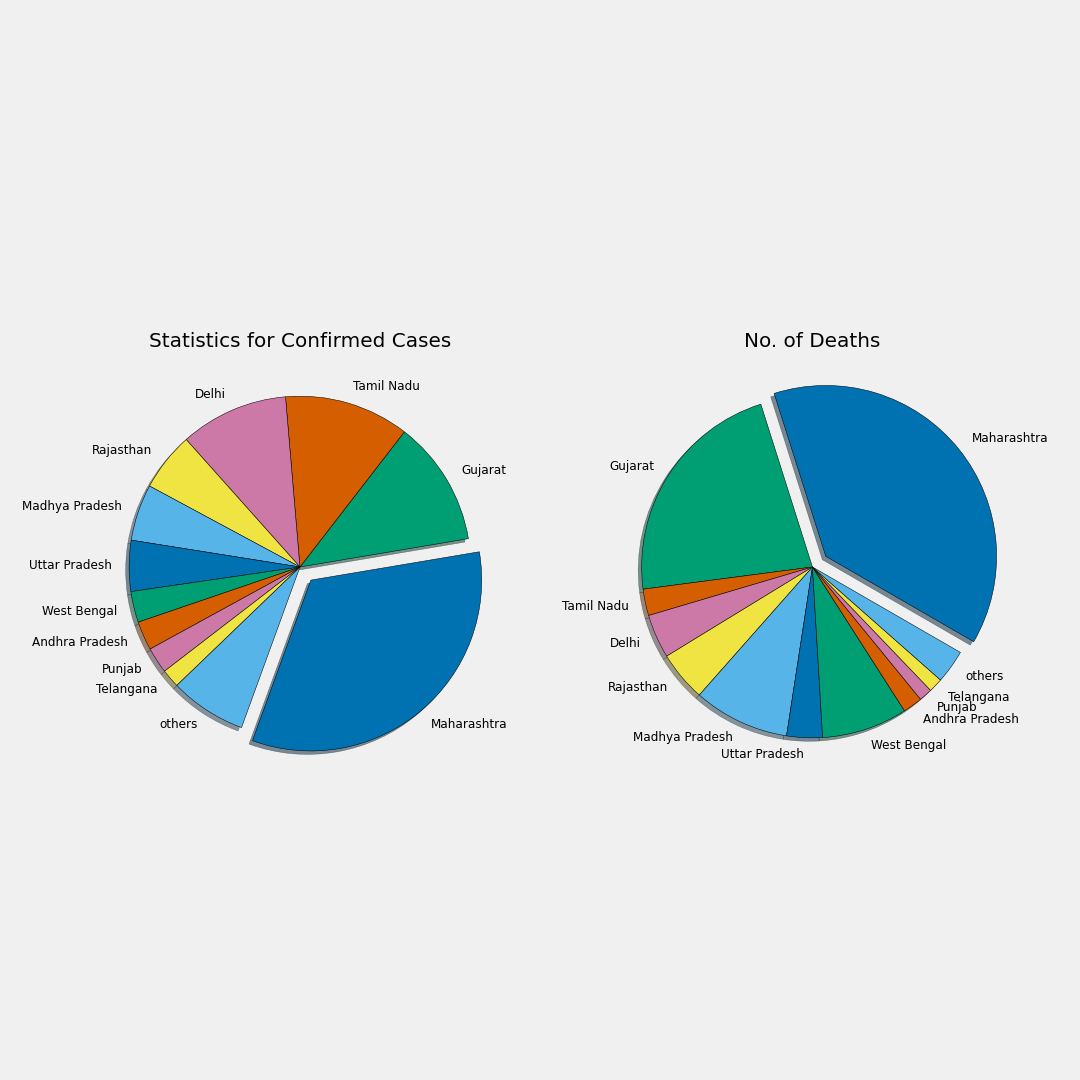 Statistics for Confirmed Cases
Tamil Nadu
Delhi
Rajasthan
Gujarat
Madhya Pradesh
Uttar Pradesh
West Bengal
Andhra Pradesh
Punjab
Telangana
others
Maharashtra
No. of Deaths
Maharashtra
Gujarat
Tamil Nadu
Delhi
Rajasthan
Madhya Pradesh
Uttar Pradesh
West Bengal
Andhra Pradesh
Punjab
Telangana
others